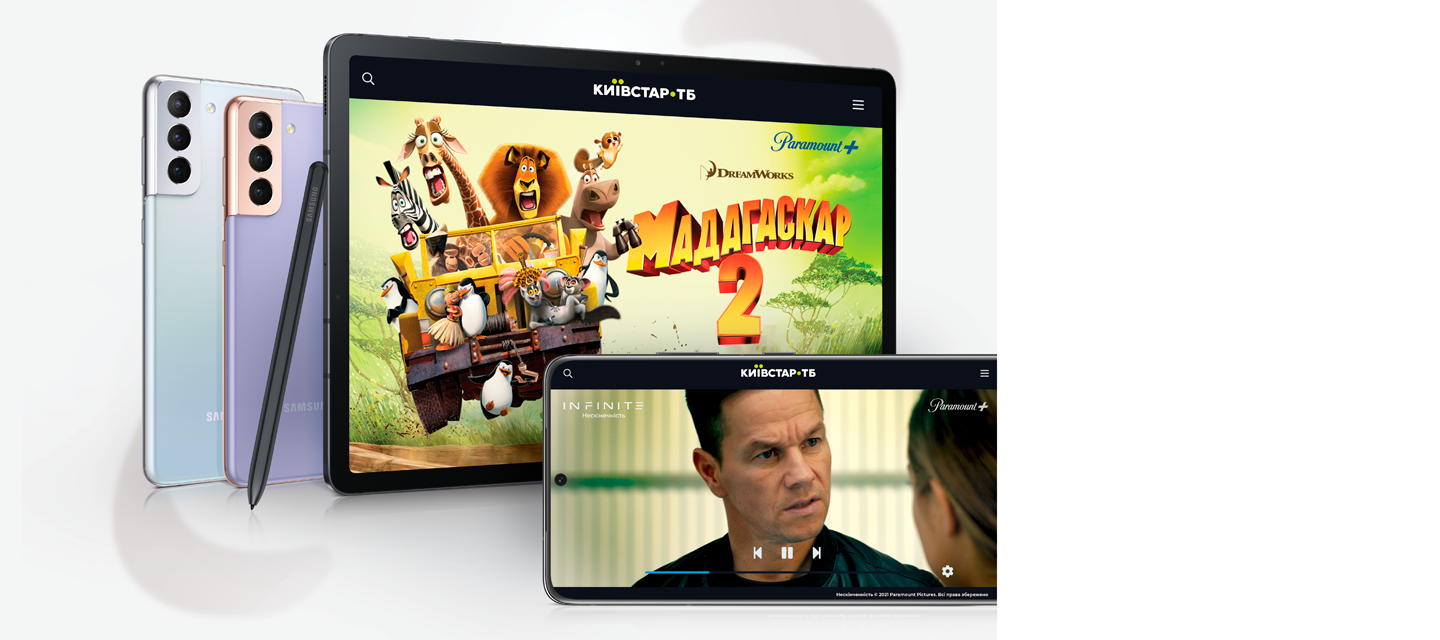 КИЇВСТАР•ТБ
Paramount+
DREAMWORKS
МАДАГАСКАР
2
SAMSUNG
SAMSUNG
КИЇВСТАР•ТБ
INFINITE
Нескінченність
Paramount+
Нескінченність © 2021 Paramount Pictures. Всі права збережено